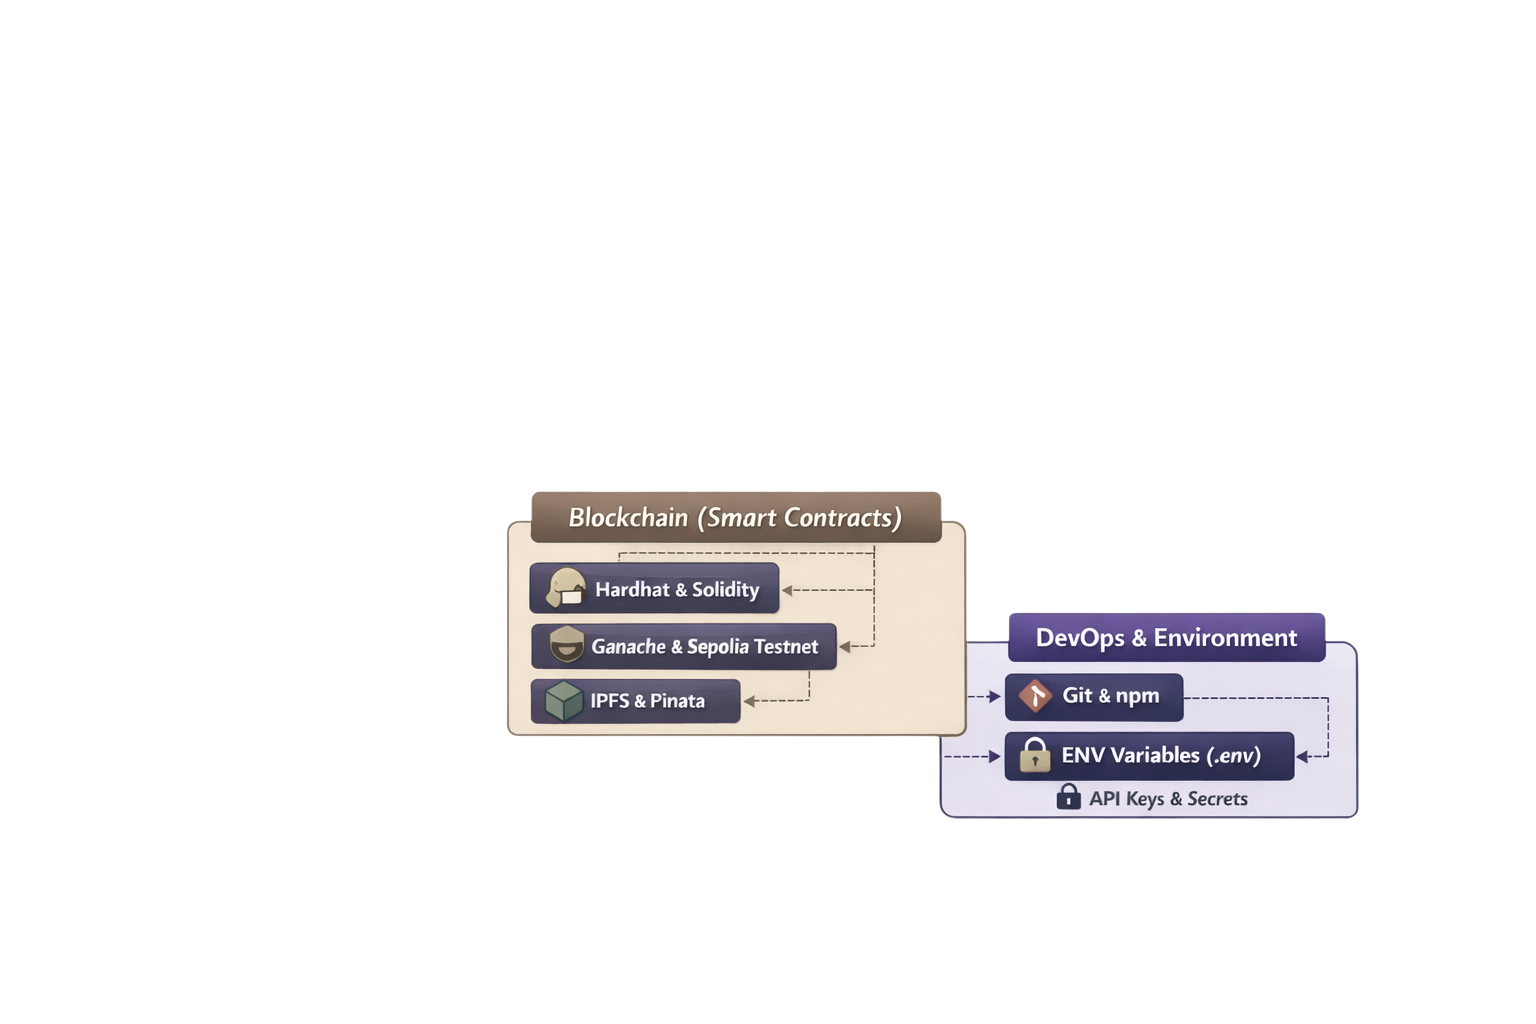 Blockchain (Smart Contracts)
Hardhat & Solidity
Ganache & Sepolia Testnet
IPFS & Pinata
DevOps & Environment
Git & npm
ENV Variables (.env)
API Keys & Secrets